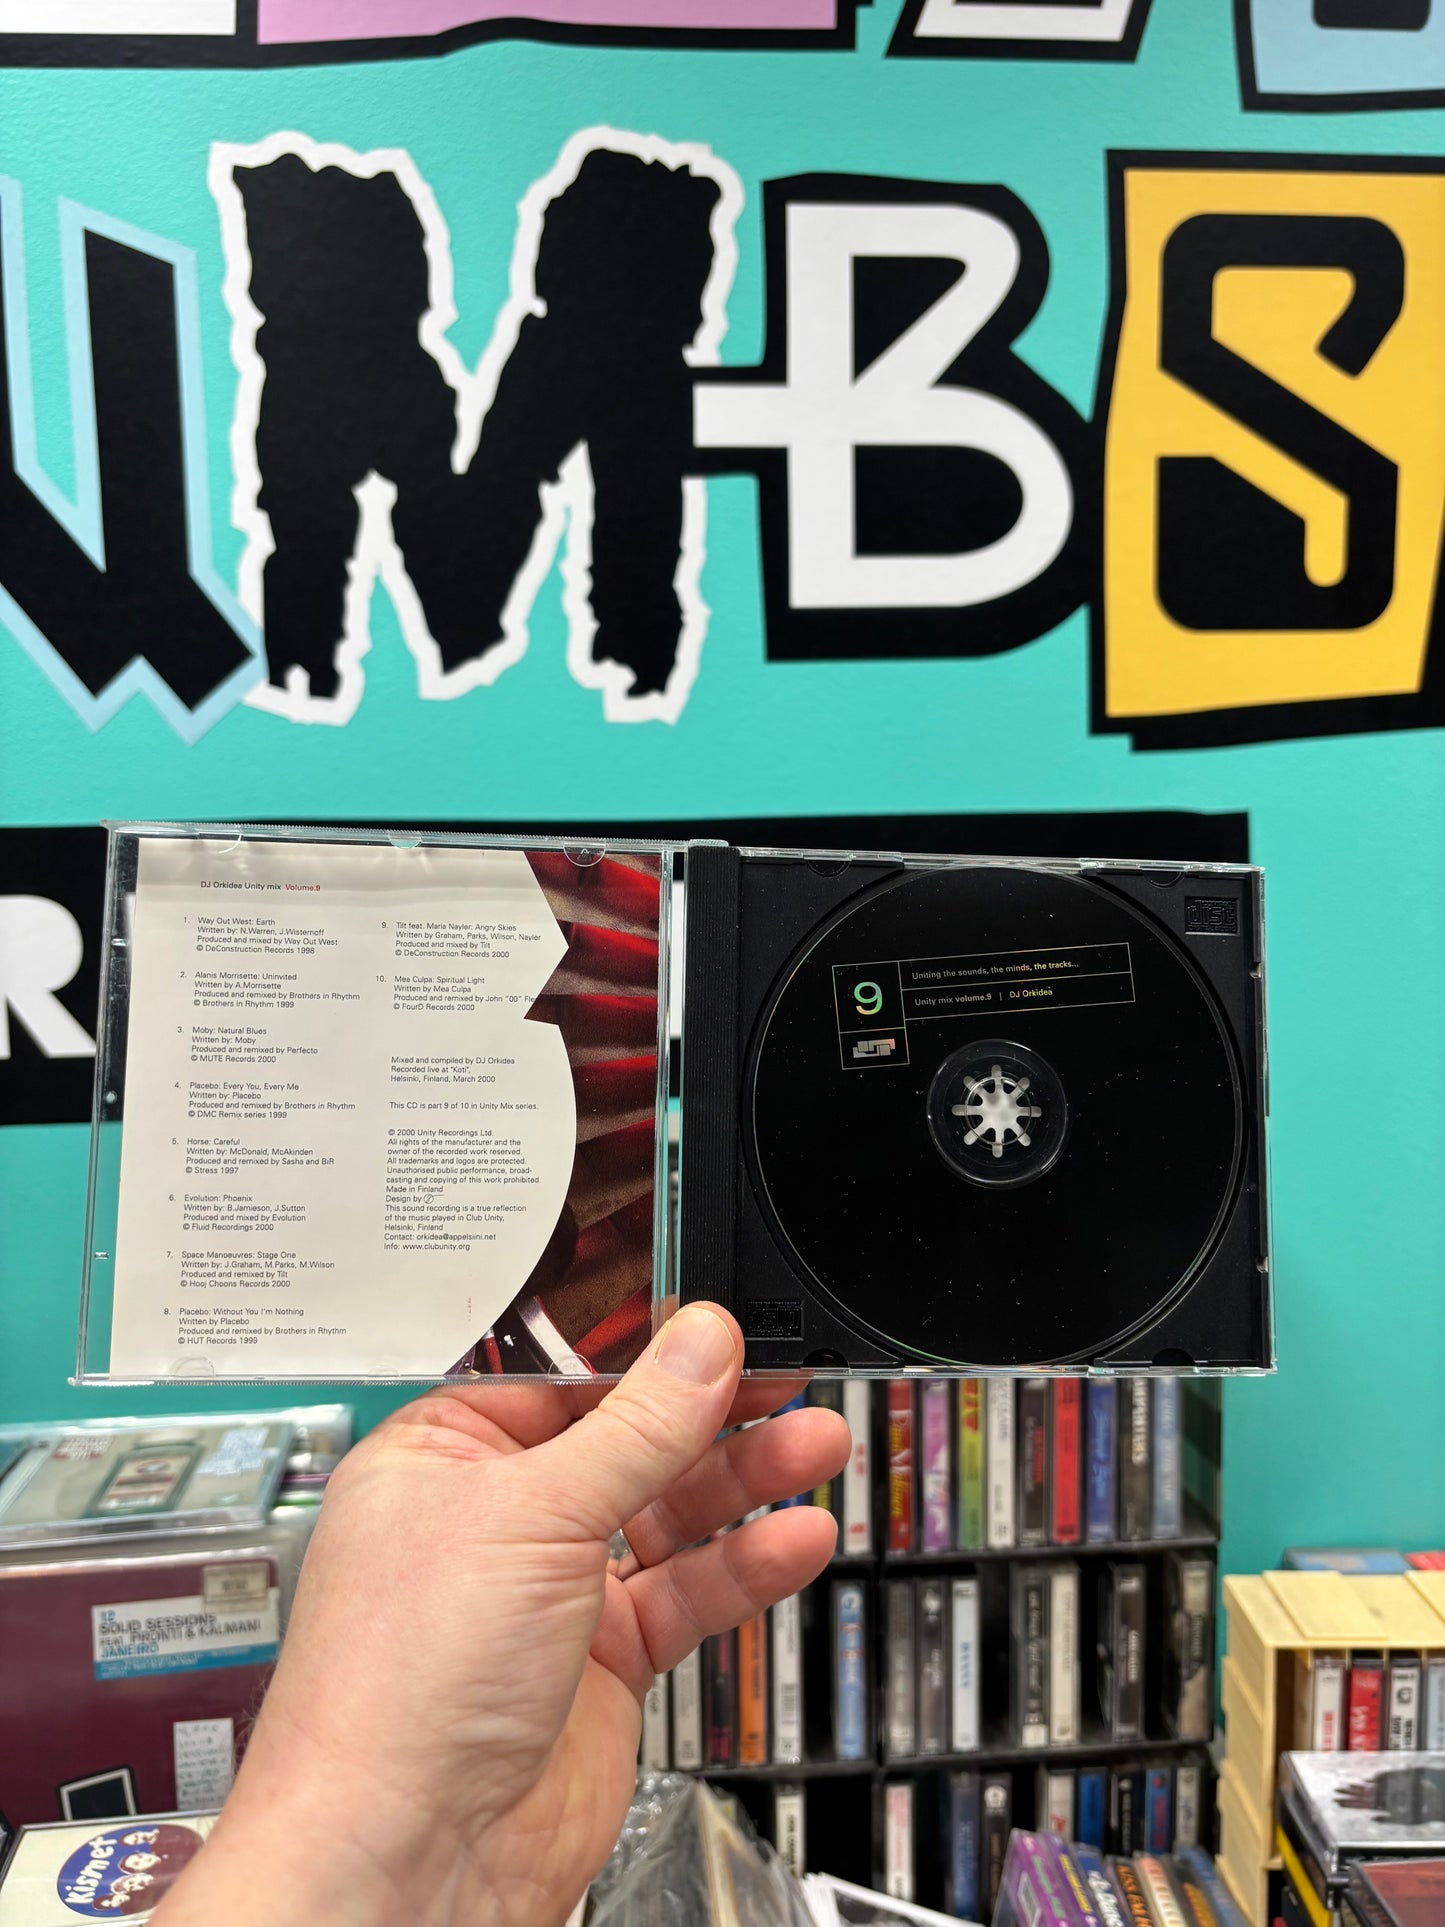 MBS
R
DJ Orkidea Unity mix Volume.9
1. Way Out West: Earth
Written by: N.Warren, J.Wisternoff
Produced and mixed by Way Out West
© DeConstruction Records 1998
2. Alanis Morrisette: Uninvited
Written by A.Morrisette
Produced and remixed by Brothers in Rhythm
© Brothers in Rhythm 1999
3. Moby: Natural Blues
Written by: Moby
Produced and remixed by Perfecto
© MUTE Records 2000
4. Placebo: Every You, Every Me
Written by: Placebo
Produced and remixed by Brothers in Rhythm
© DMC Remix series 1999
5. Horse: Careful
Written by: McDonald, McAkinden
Produced and remixed by Sasha and BiR
© Stress 1997
6. Evolution: Phoenix
Written by: B.Jamieson, J.Sutton
Produced and mixed by Evolution
© Fluid Recordings 2000
7. Space Manoeuvres: Stage One
Written by: J.Graham, M.Parks, M.Wilson
Produced and remixed by Tilt
© Hooj Choons Records 2000
8. Placebo: Without You I'm Nothing
Written by Placebo
Produced and remixed by Brothers in Rhythm
© HUT Records 1999
9. Tilt feat. Maria Nayler: Angry Skies
Written by Graham, Parks, Wilson, Nayler
Produced and mixed by Tilt
© DeConstruction Records 2000
10. Mea Culpa: Spiritual Light
Written by Mea Culpa
Produced and remixed by John "00" Fle
© FourD Records 2000
Mixed and compiled by DJ Orkidea
Recorded live at "Koti",
Helsinki, Finland, March 2000
This CD is part 9 of 10 in Unity Mix series.
© 2000 Unity Recordings Ltd.
All rights of the manufacturer and the
owner of the recorded work reserved.
All trademarks and logos are protected.
Unauthorised public performance, broad-
casting and copying of this work prohibited.
Made in Finland
Design by
This sound recording is a true reflection
of the music played in Club Unity,
Helsinki, Finland
Contact: orkidea@appelsiini.net
Info: www.clubunity.org
9
Uniting the sounds, the minds, the tracks...
Unity mix volume.9 | DJ Orkidea
disc
SOLID SESSIONS
FEAT. PRONTI & KALMANI
JANEIRO
kismet